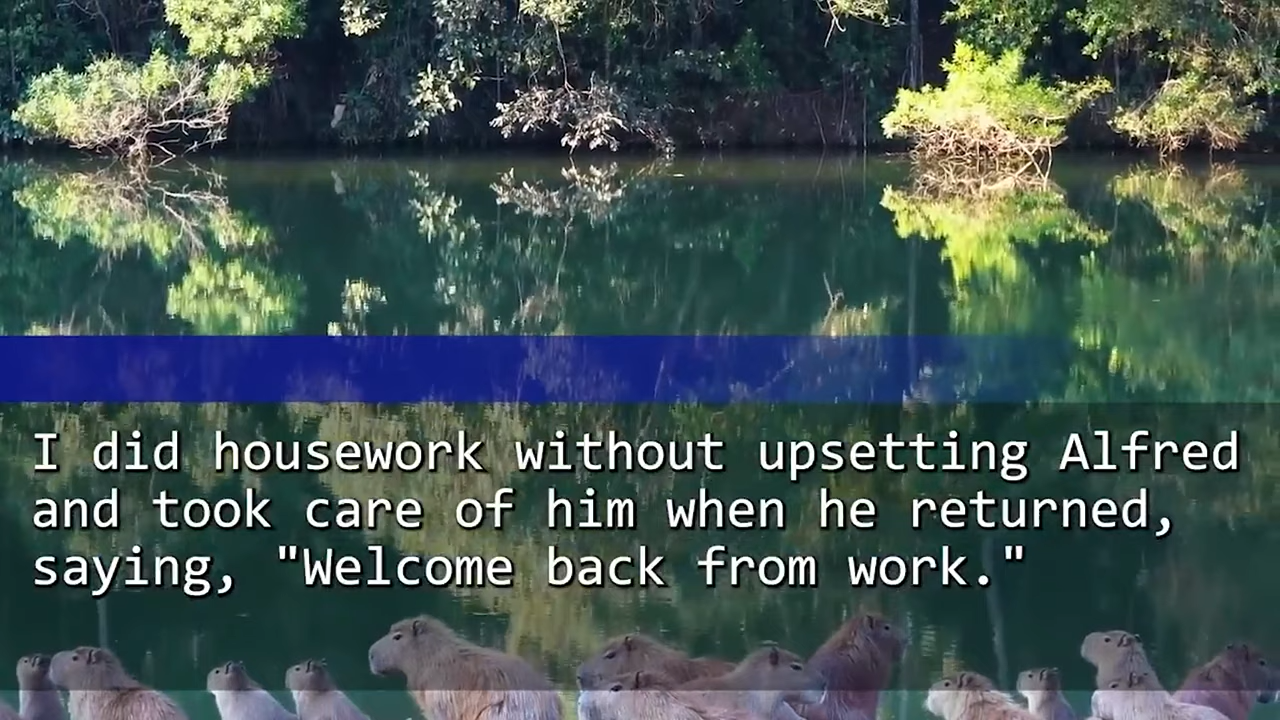 I did housework without upsetting Alfred
and took care of him when he returned,
saying, "Welcome back from work."